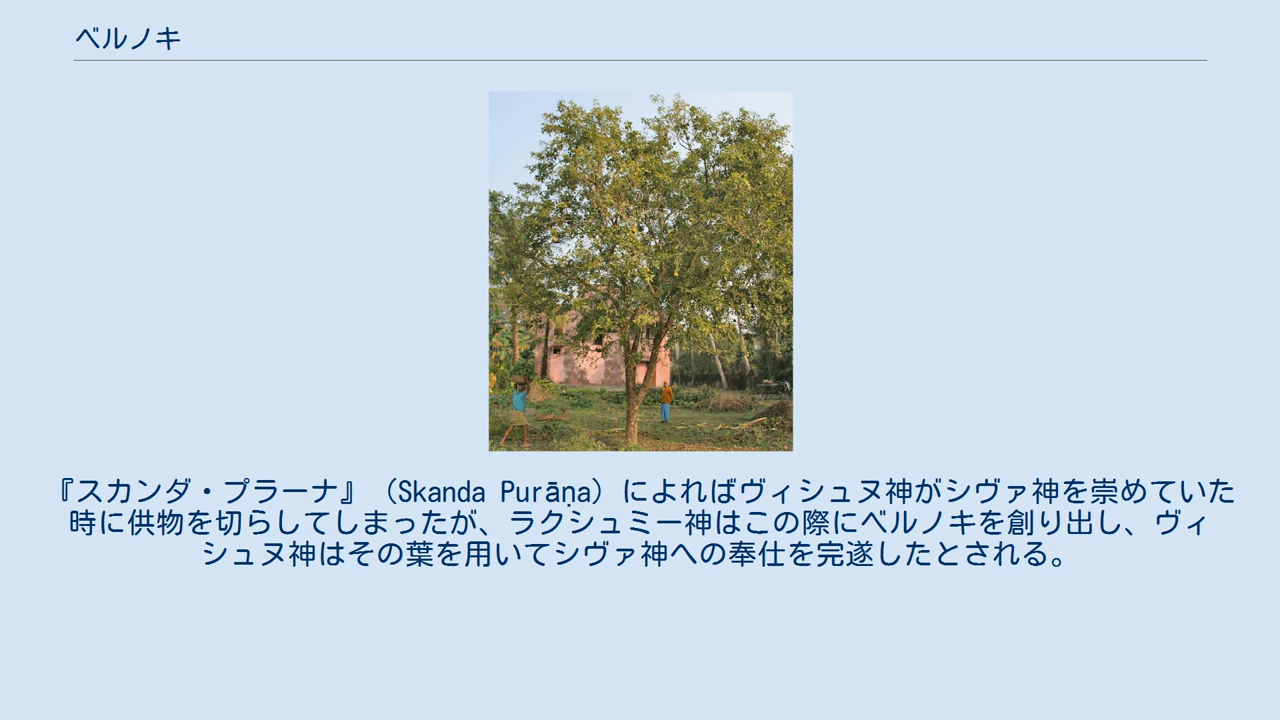 ベルノキ
『スカンダ・プラーナ』（Skanda Purāṇa）によればヴィシュヌ神がシヴァ神を崇めていた
時に供物を切らしてしまったが、ラクシュミー神はこの際にベルノキを創り出し、ヴィ
シュヌ神はその葉を用いてシヴァ神への奉仕を完遂したとされる。